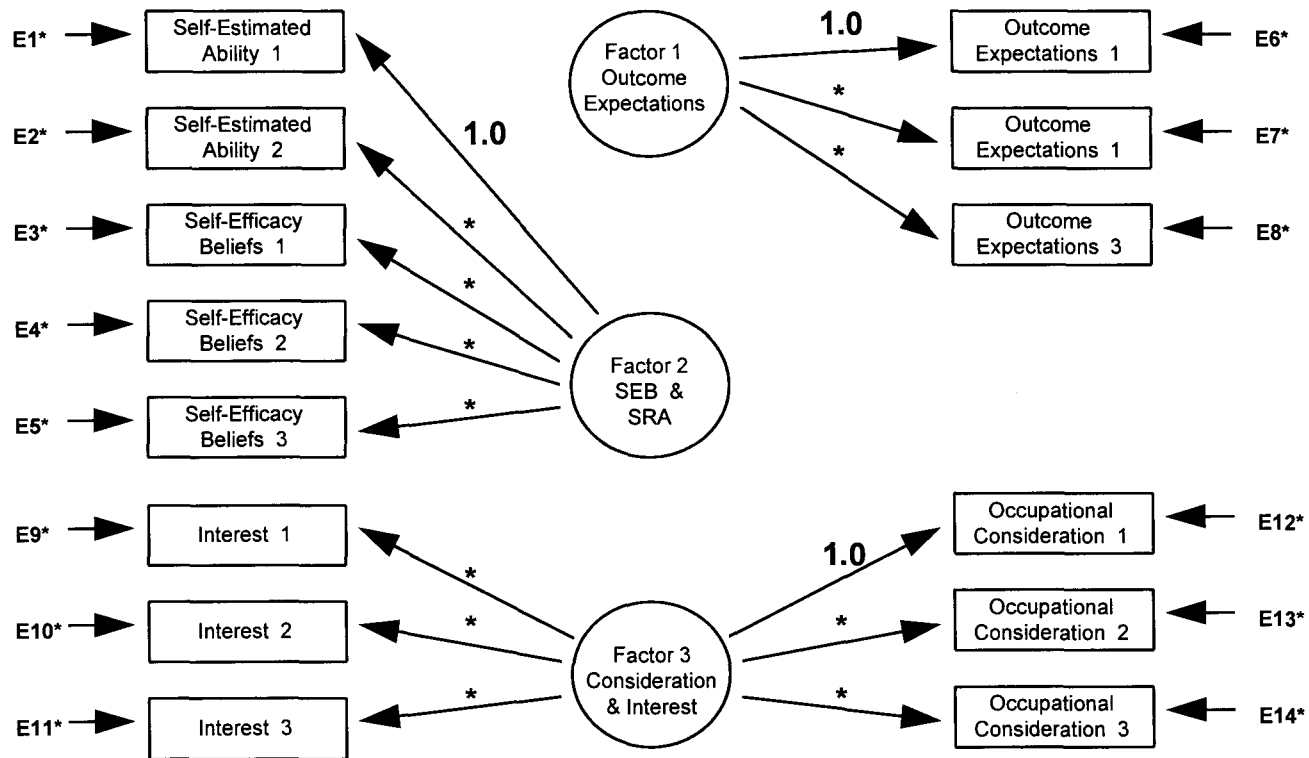 E1*
Self-Estimated
Ability 1
E2*
Self-Estimated
Ability 2
E3*
Self-Efficacy
Beliefs 1
E4*
Self-Efficacy
Beliefs 2
E5*
Self-Efficacy
Beliefs 3
1.0
*
*
*
*
Factor 1
Outcome
Expectations
1.0
*
*
Outcome
Expectations 1
E6*
Outcome
Expectations 1
E7*
Outcome
Expectations 3
E8*
Factor 2
SEB &
SRA
E9*
Interest 1
E10*
Interest 2
E11*
Interest 3
*
*
*
Factor 3
Consideration
& Interest
1.0
*
*
Occupational
Consideration 1
E12*
Occupational
Consideration 2
E13*
Occupational
Consideration 3
E14*